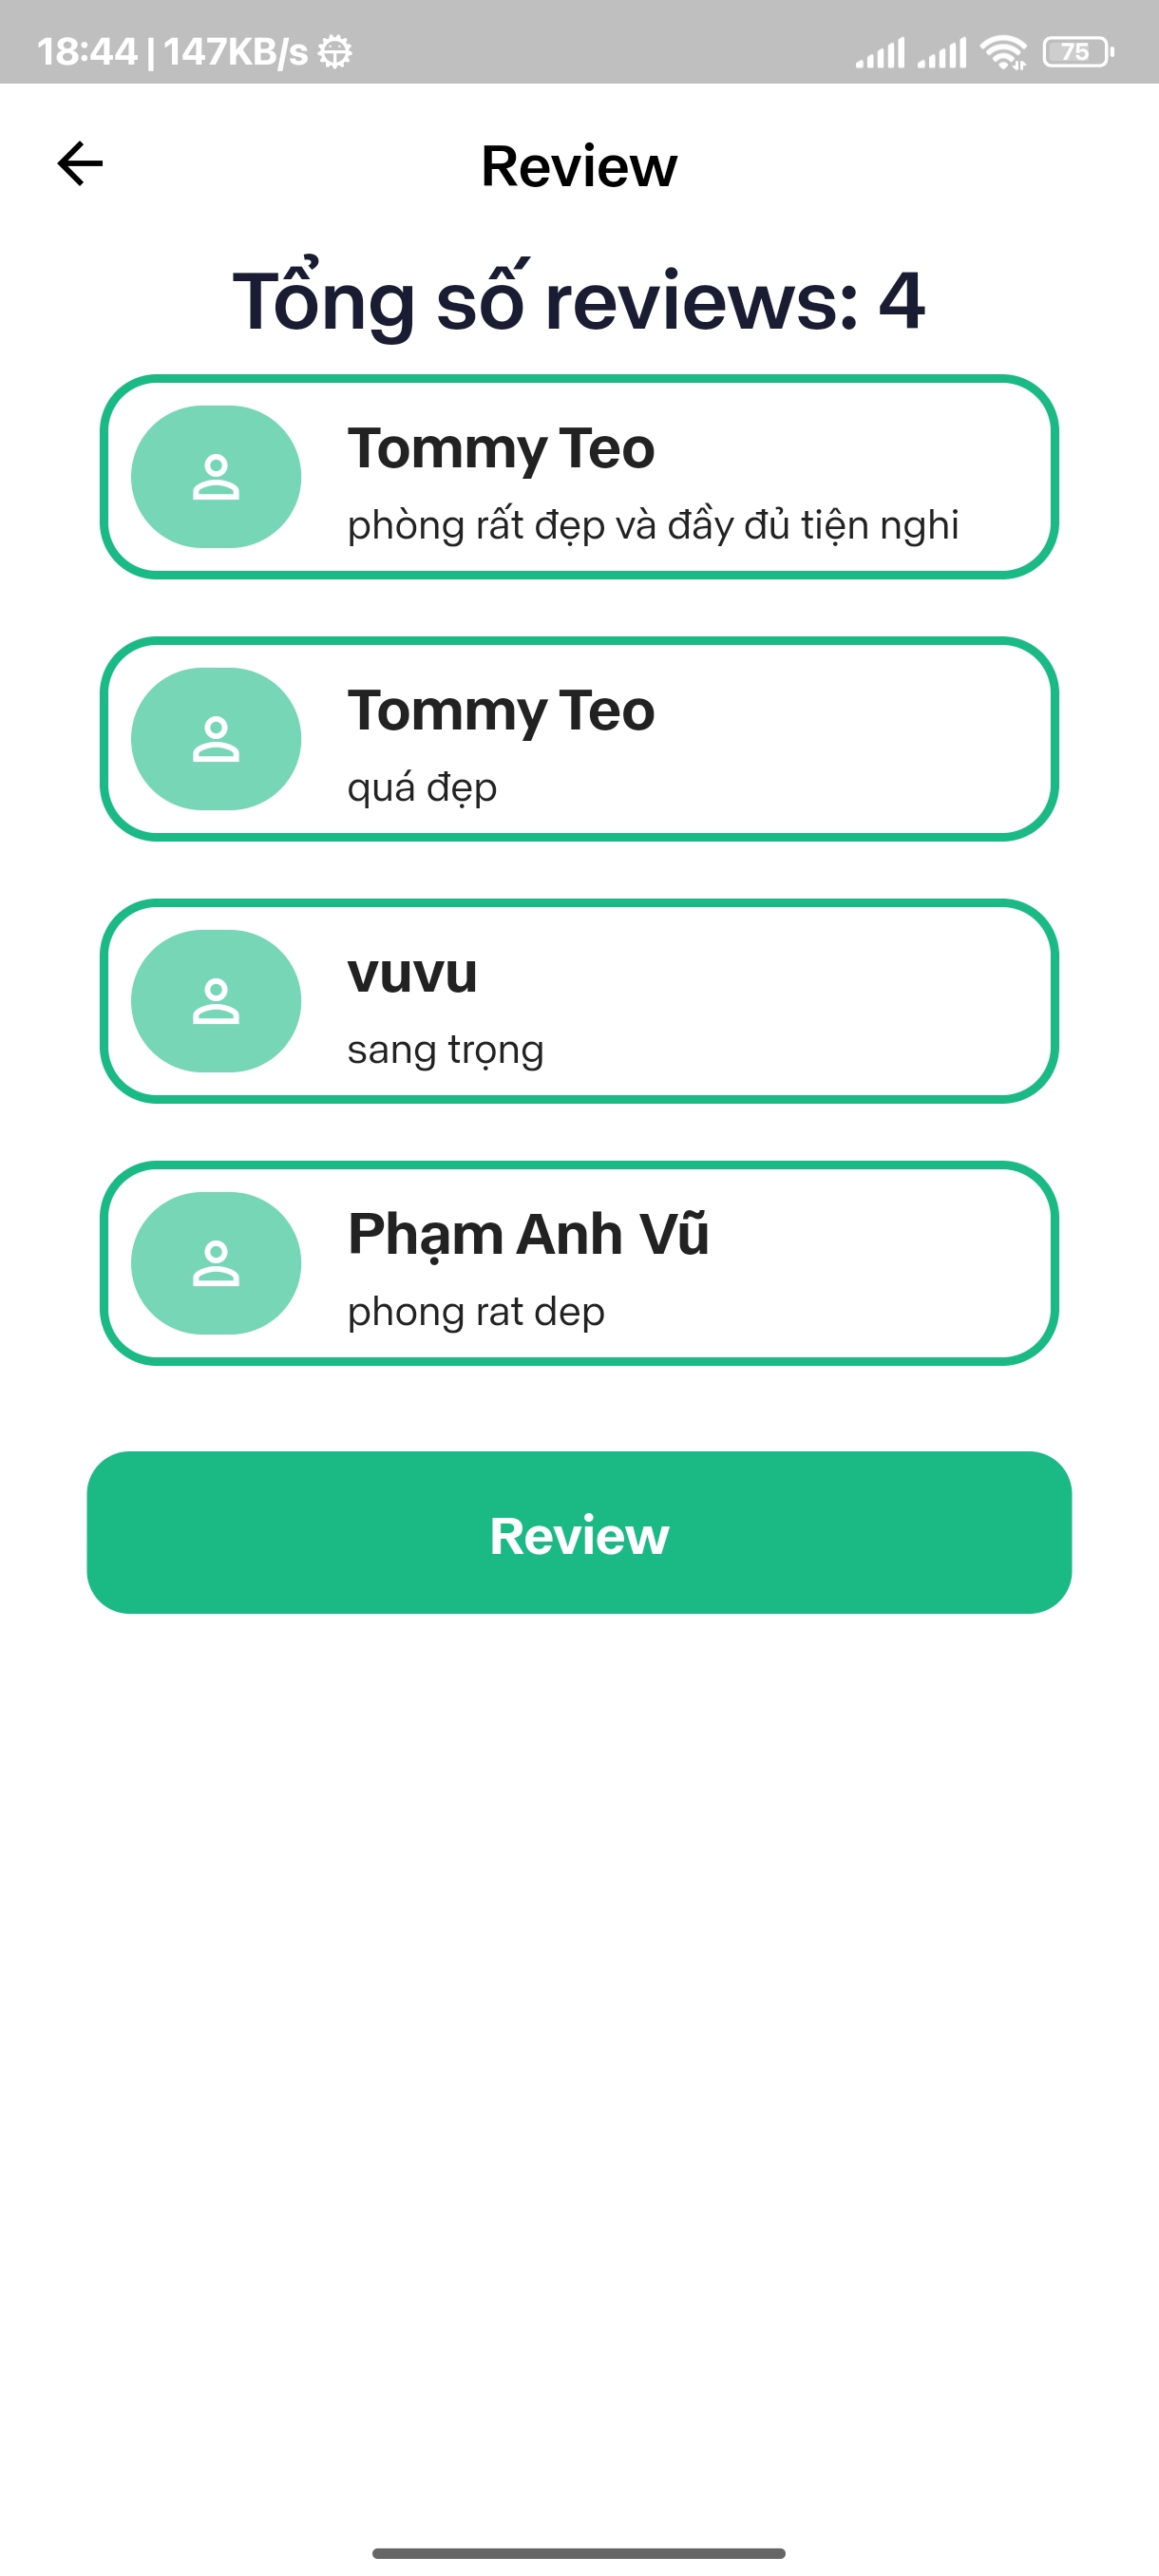 18:44 | 147KB/s
75
Review
Tổng số reviews: 4
Tommy Teo
phòng rất đẹp và đầy đủ tiện nghi
Tommy Teo
quá đẹp
vuvu
sang trọng
Phạm Anh Vũ
phong rat dep
Review